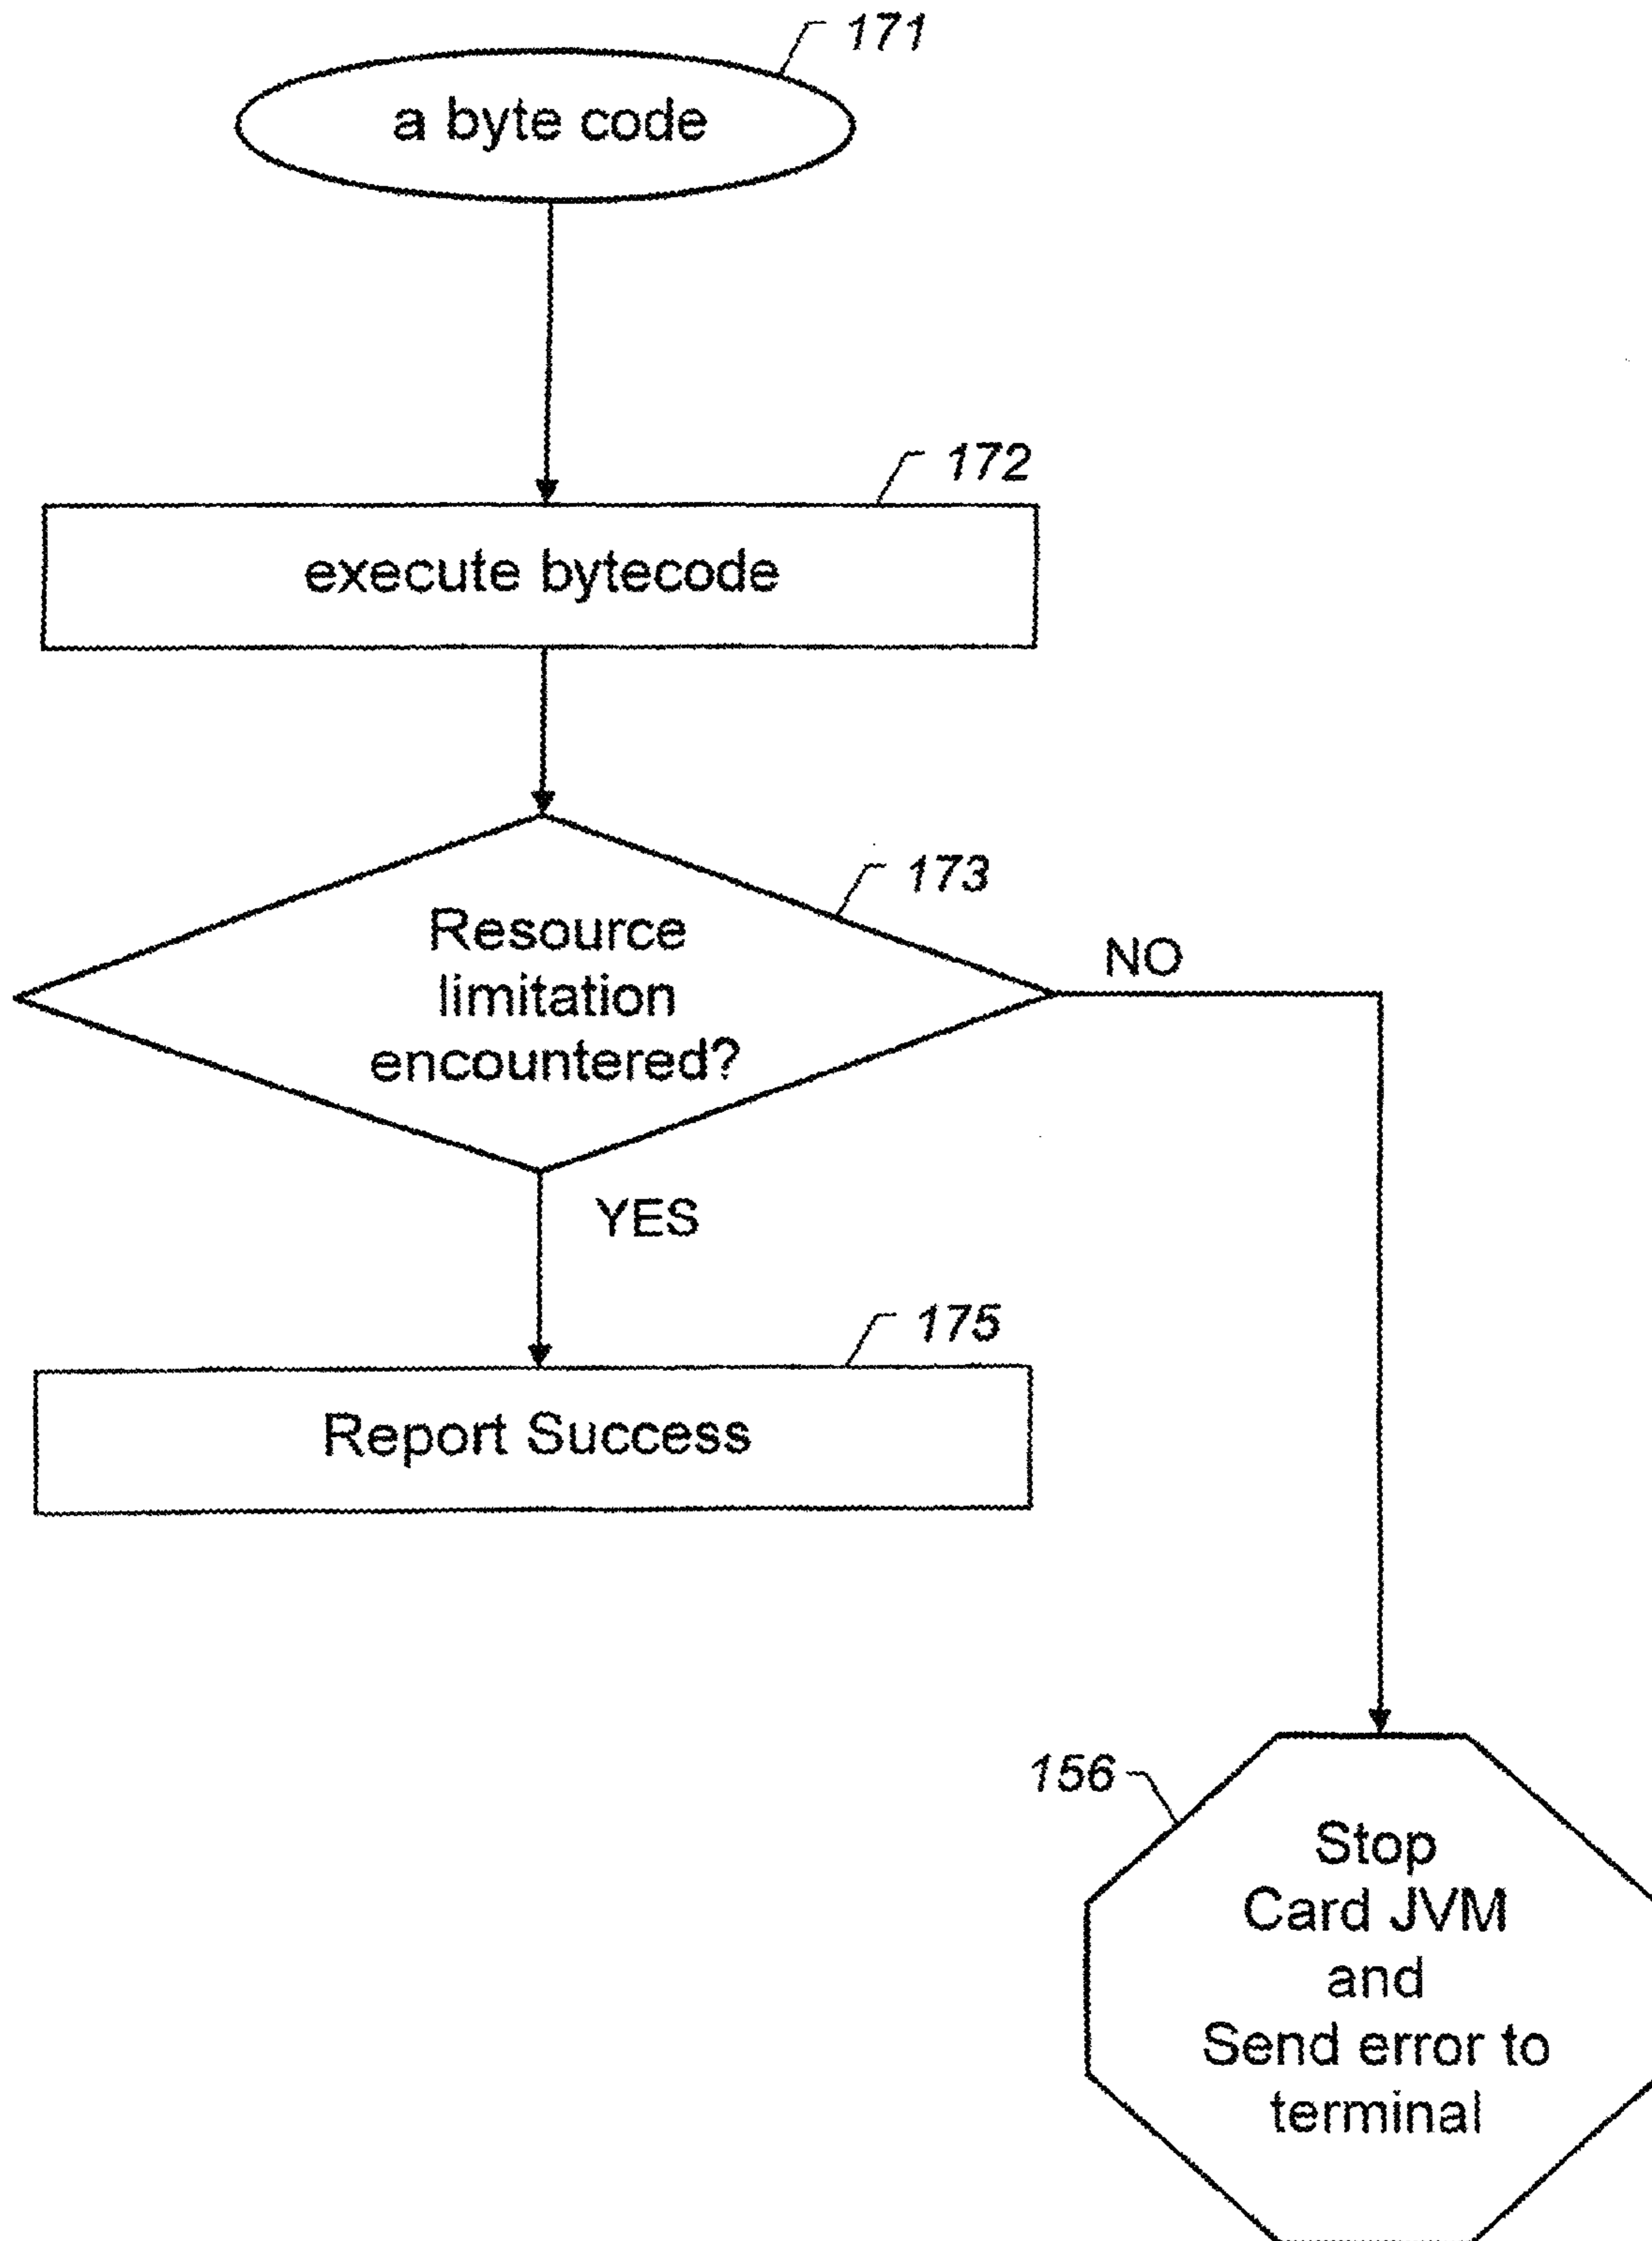 171
a byte code
172
execute bytecode
173
Resource
limitation
encountered?
NO
YES
175
Report Success
156
Stop
Card JVM
and
Send error to
terminal